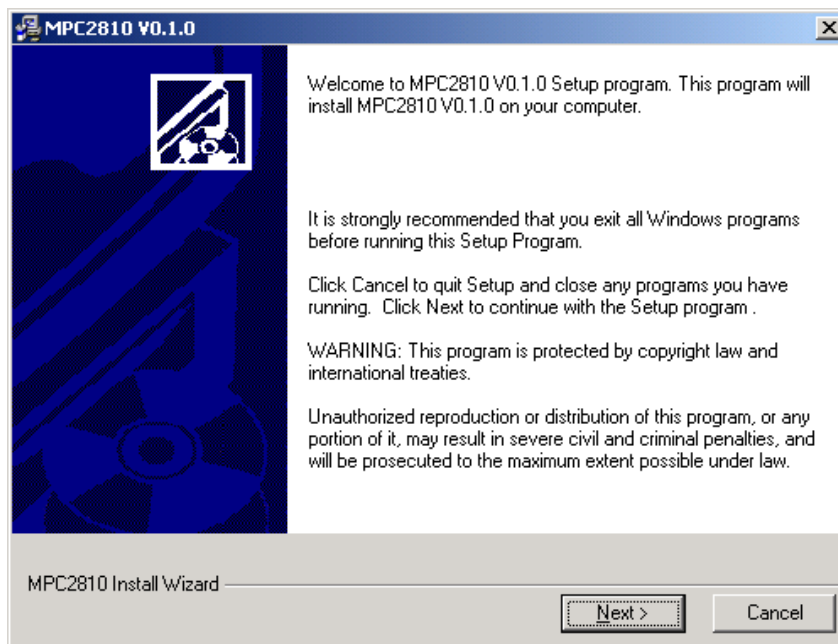 MPC2810 V0.1.0
Welcome to MPC2810 V0.1.0 Setup program. This program will
install MPC2810 V0.1.0 on your computer.
It is strongly recommended that you exit all Windows programs
before running this Setup Program.
Click Cancel to quit Setup and close any programs you have
running.  Click Next to continue with the Setup program .
WARNING: This program is protected by copyright law and
international treaties.
Unauthorized reproduction or distribution of this program, or any
portion of it, may result in severe civil and criminal penalties, and
will be prosecuted to the maximum extent possible under law.
MPC2810 Install Wizard
Next >
Cancel